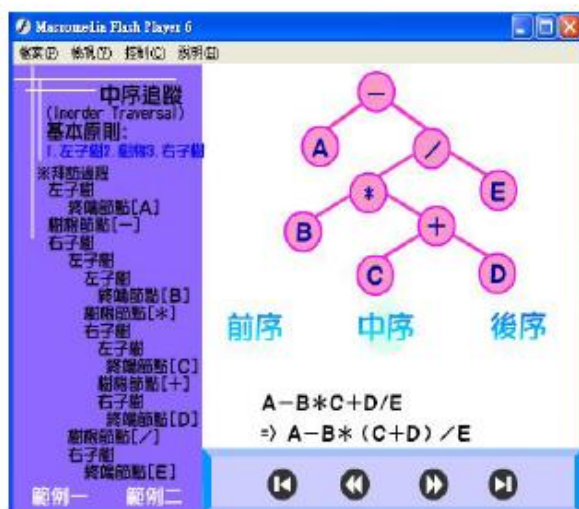 Macromedia Flash Player 6
檔案(F) 檢視(V) 控制(C) 說明(H)
中序追蹤
(Inorder Traversal)
基本原則:
1.左子樹2.樹根3.右子樹
※拜訪過程
左子樹
終端節點[A]
樹根節點[—]
右子樹
左子樹
左子樹
終端節點[B]
樹根節點[*]
右子樹
左子樹
終端節點[C]
樹根節點[+]
右子樹
終端節點[D]
樹根節點[/]
右子樹
終端節點[E]
範例一 範例二
—
A /
* E
B +
C D
前序 中序 後序
A-B*C+D/E
=> A-B*(C+D)/E